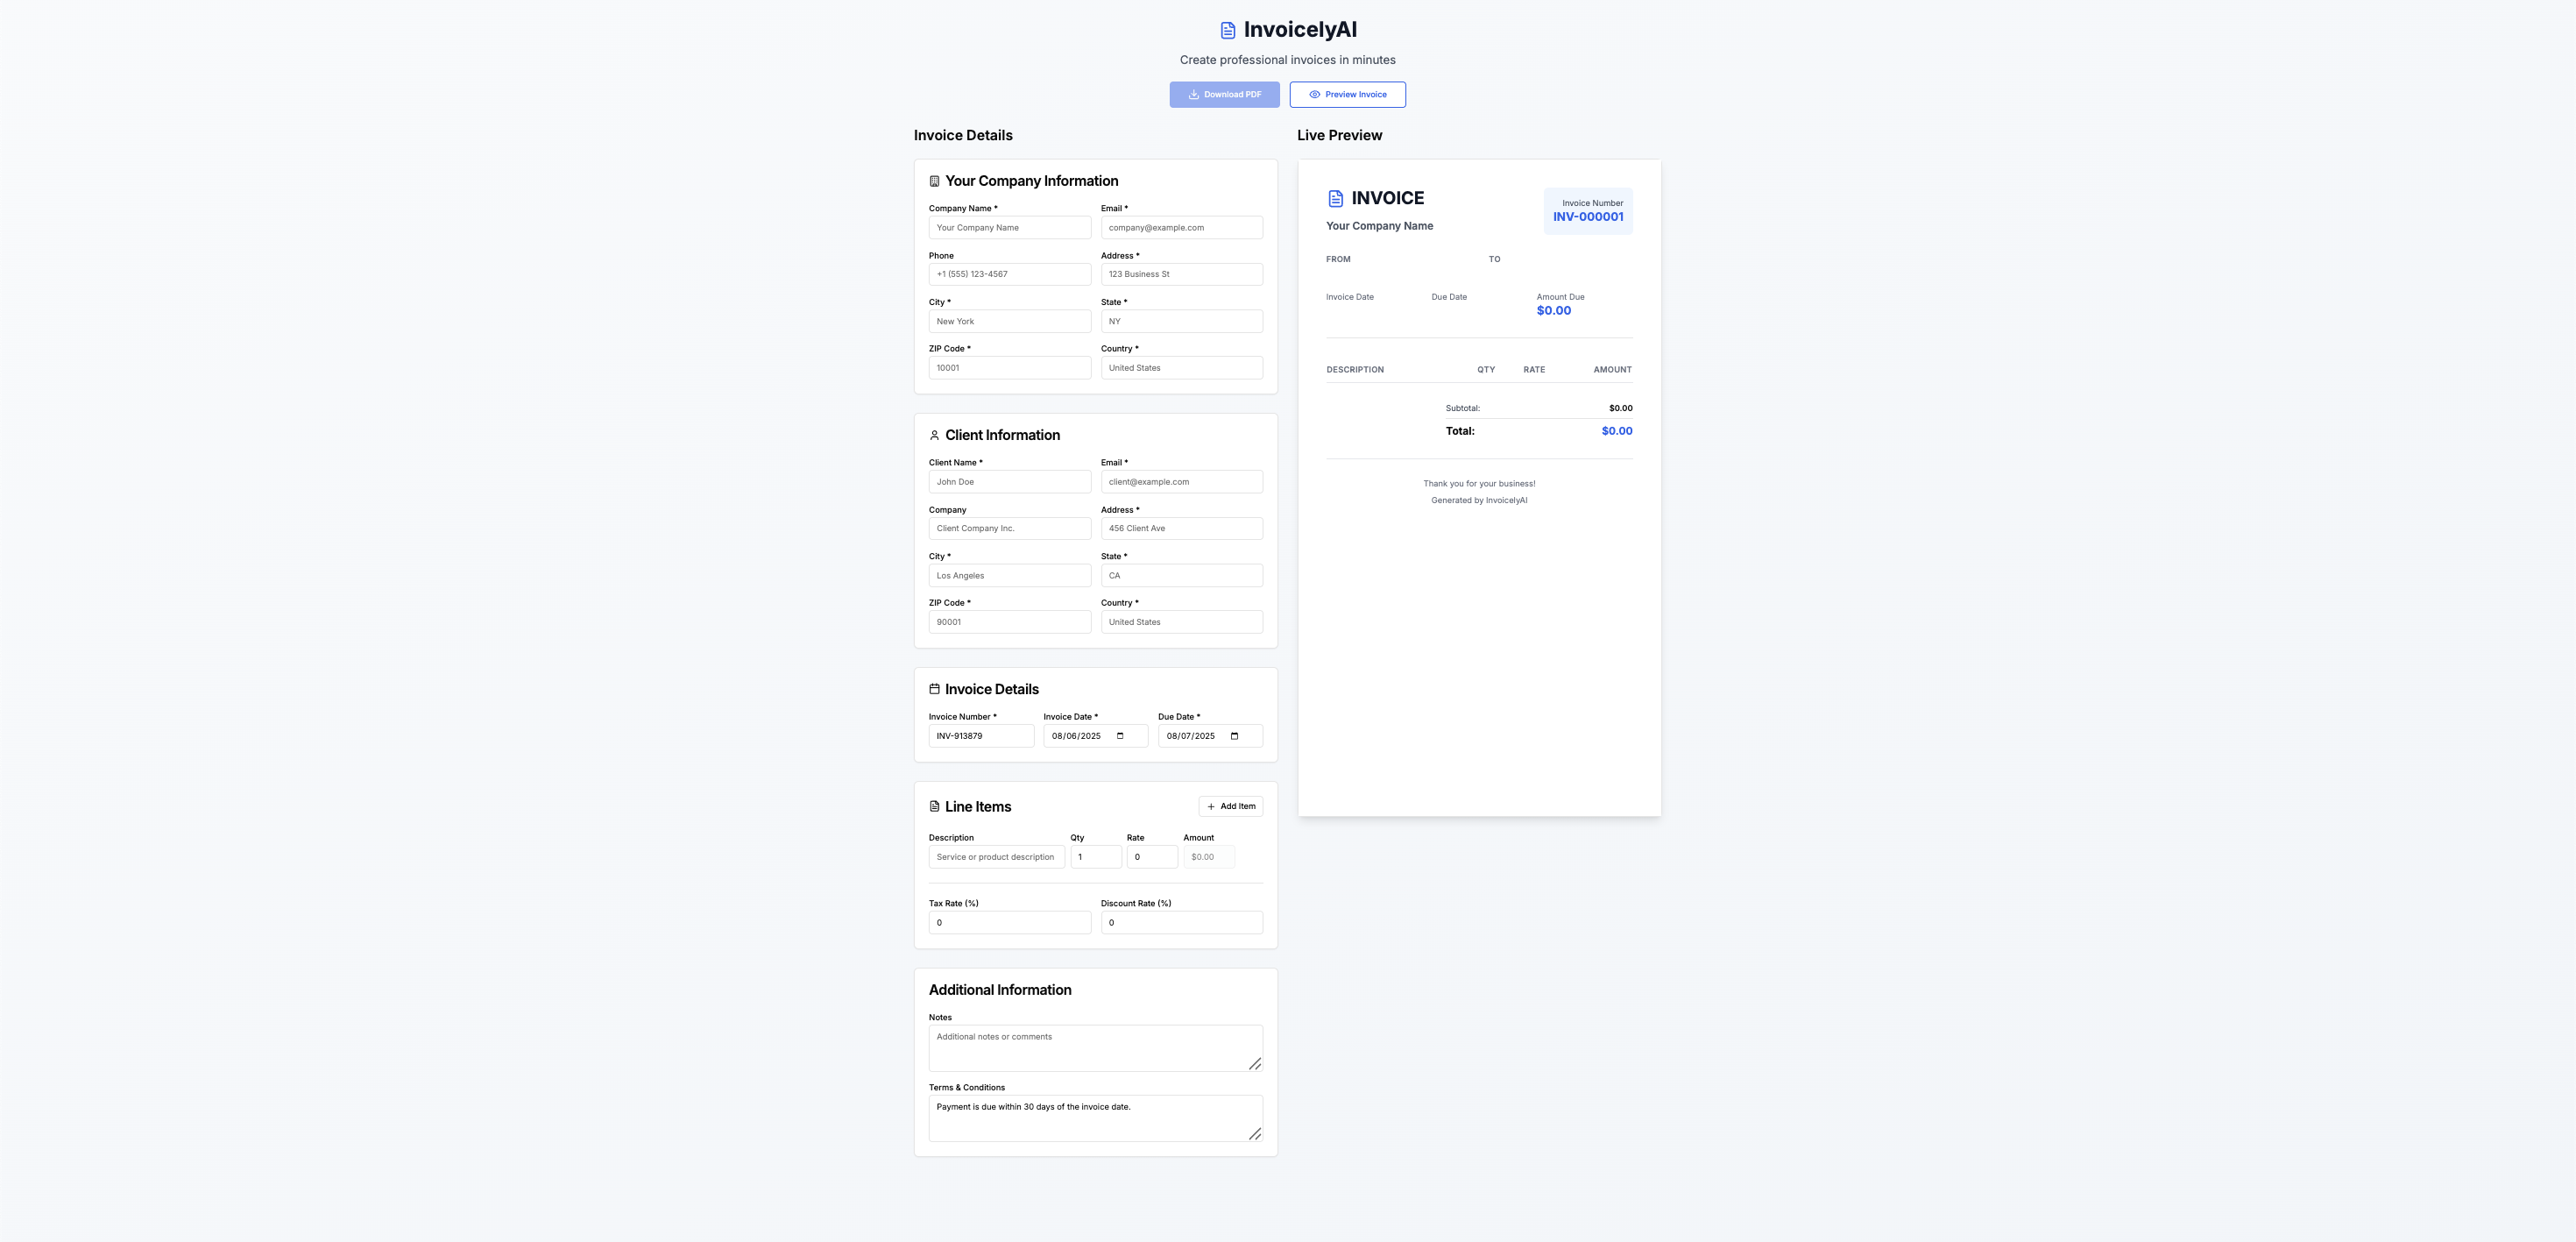 InvoicelyAI
Create professional invoices in minutes
Download PDF
Preview Invoice
Invoice Details
Your Company Information
Company Name *
Email *
Your Company Name
company@example.com
Phone
Address *
+1 (555) 123-4567
123 Business St
City *
State *
New York
NY
ZIP Code *
Country *
10001
United States
Client Information
Client Name *
Email *
John Doe
client@example.com
Company
Address *
Client Company Inc.
456 Client Ave
City *
State *
Los Angeles
CA
ZIP Code *
Country *
90001
United States
Invoice Details
Invoice Number *
Invoice Date *
Due Date *
INV-913879
08/06/2025
08/07/2025
Line Items
Add Item
Description
Qty
Rate
Amount
Service or product description
1
0
$0.00
Tax Rate (%)
Discount Rate (%)
0
0
Additional Information
Notes
Additional notes or comments
Terms & Conditions
Payment is due within 30 days of the invoice date.
Live Preview
INVOICE
Your Company Name
Invoice Number
INV-000001
FROM
TO
Invoice Date
Due Date
Amount Due
$0.00
DESCRIPTION
QTY
RATE
AMOUNT
Subtotal:
$0.00
Total:
$0.00
Thank you for your business!
Generated by InvoicelyAI